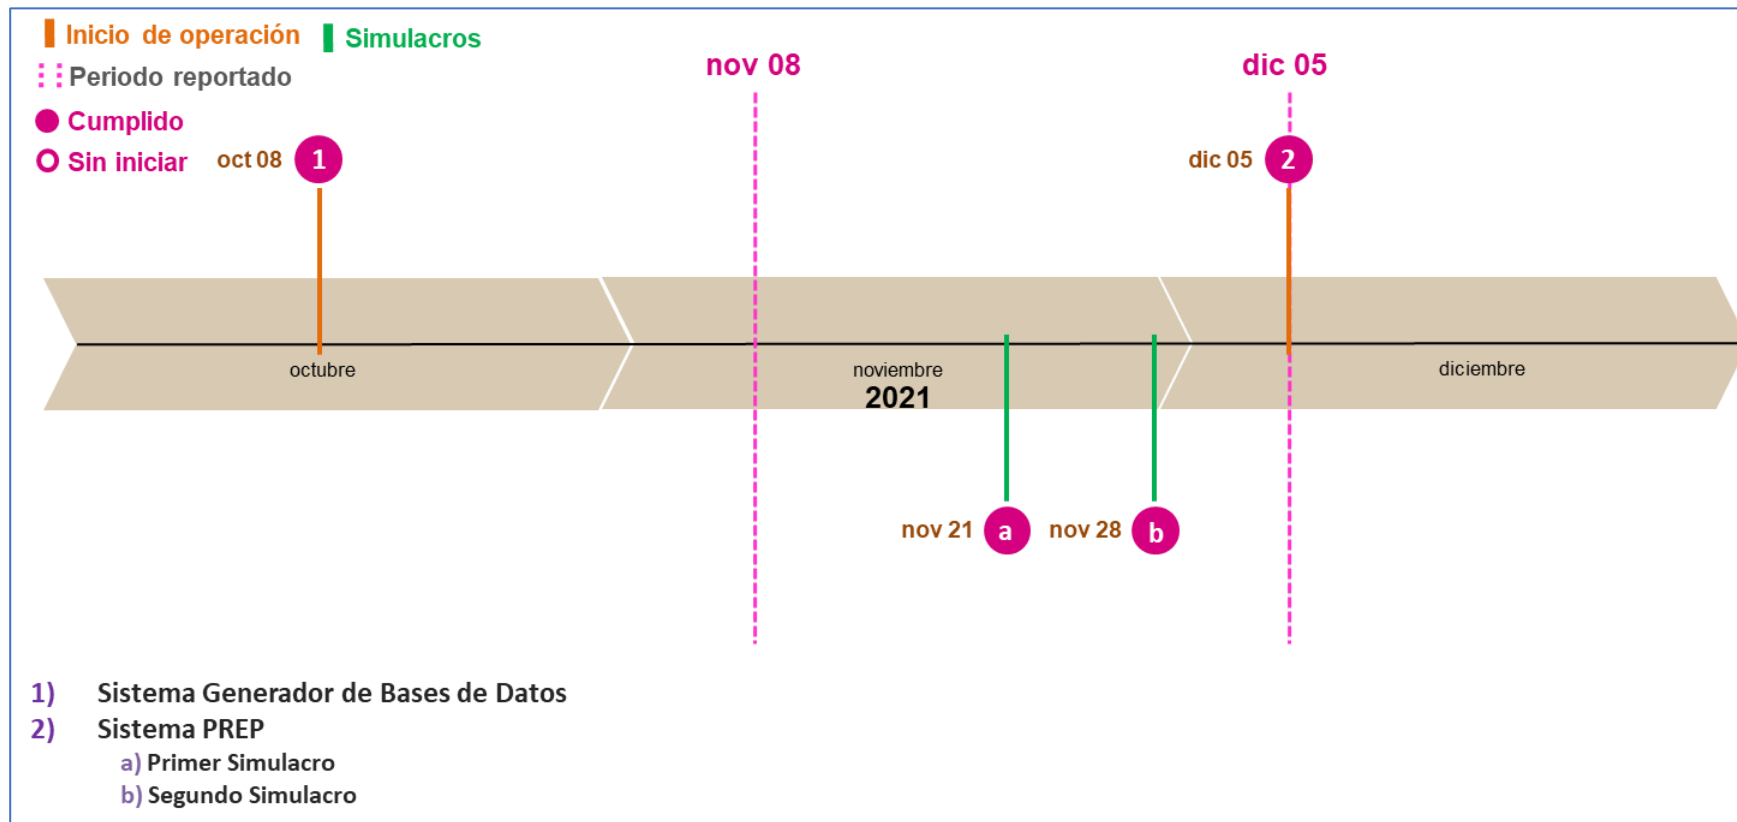 Inicio de operación Simulacros
Periodo reportado
Cumplido
Sin iniciar
nov 08
dic 05
oct 08 1
dic 05 2
octubre
noviembre
2021
diciembre
nov 21 a
nov 28 b
1) Sistema Generador de Bases de Datos
2) Sistema PREP
a) Primer Simulacro
b) Segundo Simulacro